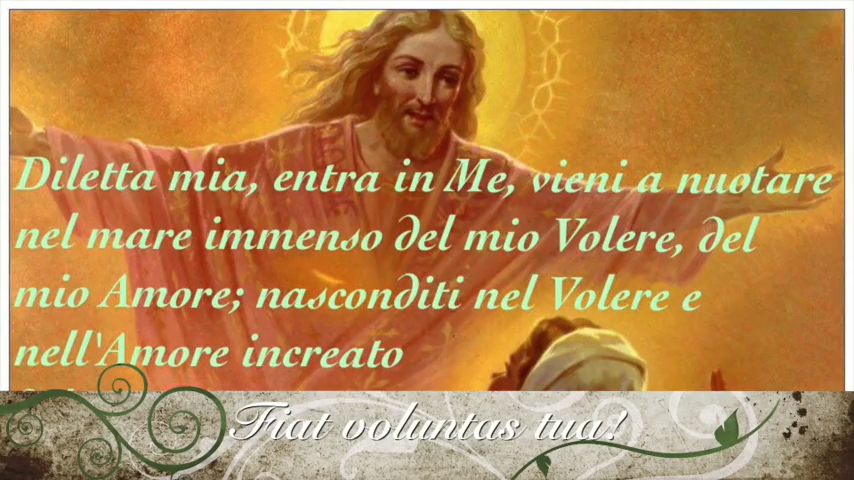 Diletta mia, entra in Me, vieni a nuotare
nel mare immenso del mio Volere, del
mio Amore; nasconditi nel Volere e
nell'Amore increato
Fiat voluntas tua!